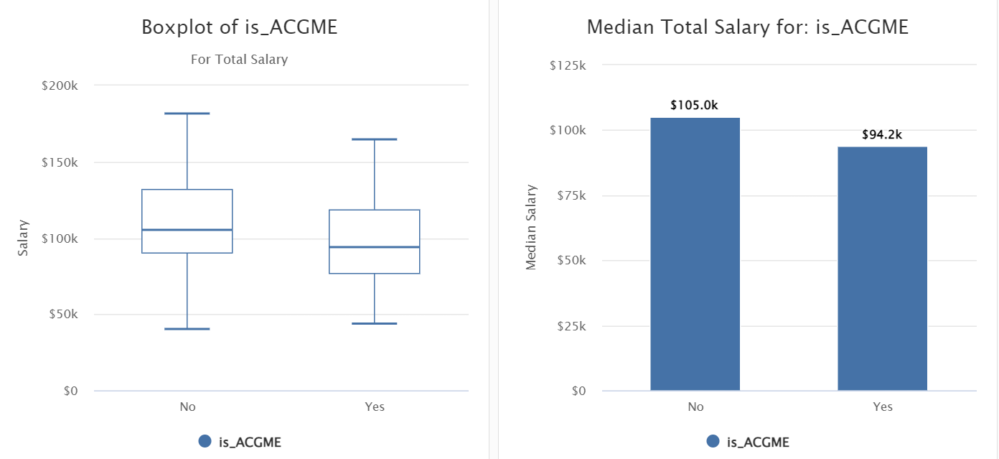 Boxplot of is_ACGME
For Total Salary
$200k
$150k
$100k
$50k
$0
Salary
No
Yes
is_ACGME
Median Total Salary for: is_ACGME
$125k
$100k
$75k
$50k
$25k
$0
Median Salary
$105.0k
$94.2k
No
Yes
is_ACGME